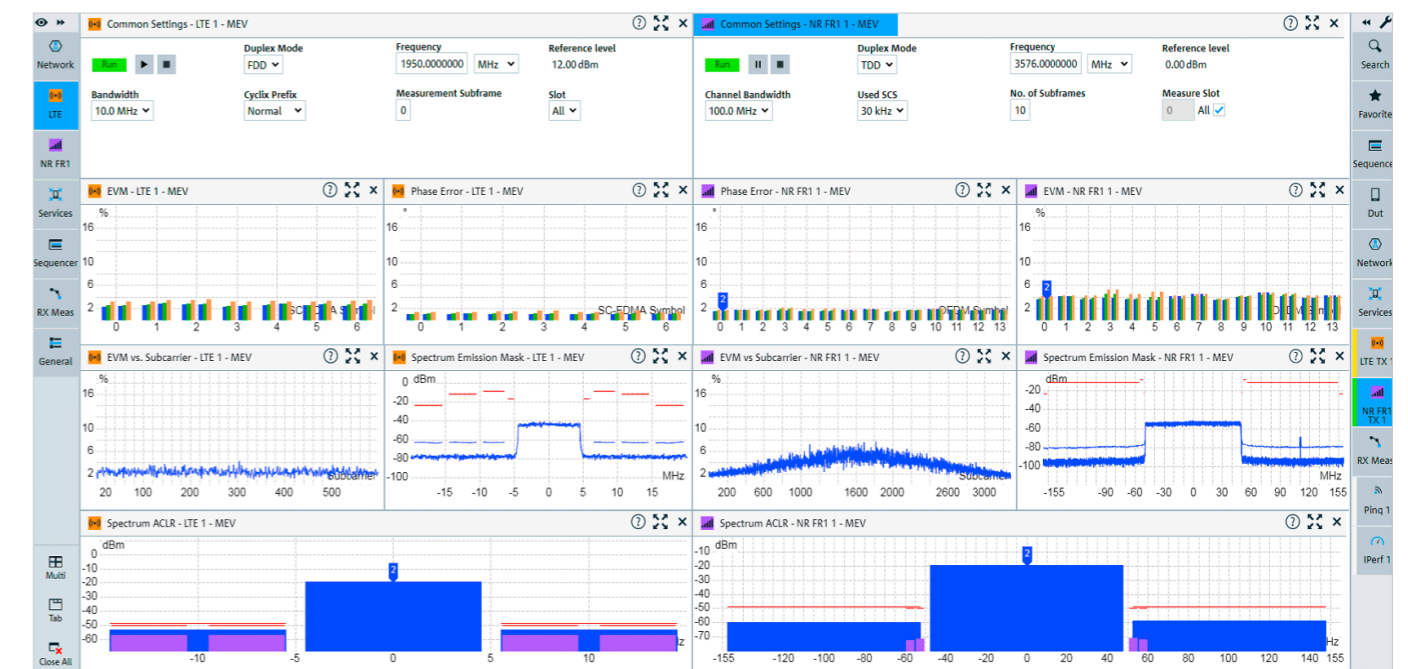 Common Settings - LTE 1 - MEV
Common Settings - NR FR1 1 - MEV
Network
LTE
NR FR1
Services
Sequencer
RX Meas
General
Multi
Tab
Close All
Run
Duplex Mode
FDD
Frequency
1950.0000000 MHz
Reference level
12.00 dBm
Bandwidth
10.0 MHz
Cyclix Prefix
Normal
Measurement Subframe
0
Slot
All
Run
Duplex Mode
TDD
Frequency
3576.0000000 MHz
Reference level
0.00 dBm
Channel Bandwidth
100.0 MHz
Used SCS
30 kHz
No. of Subframes
10
Measure Slot
0 All
EVM - LTE 1 - MEV
%
16
10
6
2
0 1 2 3 4 5 6
Phase Error - LTE 1 - MEV
°
16
10
6
2
SC-FDMA Symbol
0 1 2 3 4 5 6
Phase Error - NR FR1 1 - MEV
°
16
10
6
2
2
OFDM Symbol
0 1 2 3 4 5 6 7 8 9 10 11 12 13
EVM - NR FR1 1 - MEV
%
16
10
6
2
2
0 1 2 3 4 5 6 7 8 9 10 11 12 13
EVM vs. Subcarrier - LTE 1 - MEV
%
16
10
6
2
Subcarrier
20 100 200 300 400 500
Spectrum Emission Mask - LTE 1 - MEV
0 dBm
-20
-40
-60
-80
-100
MHz
-15 -10 -5 0 5 10 15
EVM vs Subcarrier - NR FR1 1 - MEV
%
16
10
6
2
Subcarrier
200 600 1000 1600 2000 2600 3000
Spectrum Emission Mask - NR FR1 1 - MEV
dBm
-20
-40
-60
-80
-100
MHz
-155 -90 -60 -30 0 30 60 90 120 155
Spectrum ACLR - LTE 1 - MEV
dBm
0
-10
-20
-30
-40
-50
-60
2
-10 -5 0 5 10
Spectrum ACLR - NR FR1 1 - MEV
dBm
-10
-20
-30
-40
-50
-60
-70
2
Hz
-155 -120 -100 -80 -60 -40 -20 0 20 40 60 80 100 120 140 155
Search
Favorite
Sequence
Dut
Network
Services
LTE TX
NR FR1
TX 1
RX Meas
Ping 1
IPerf 1